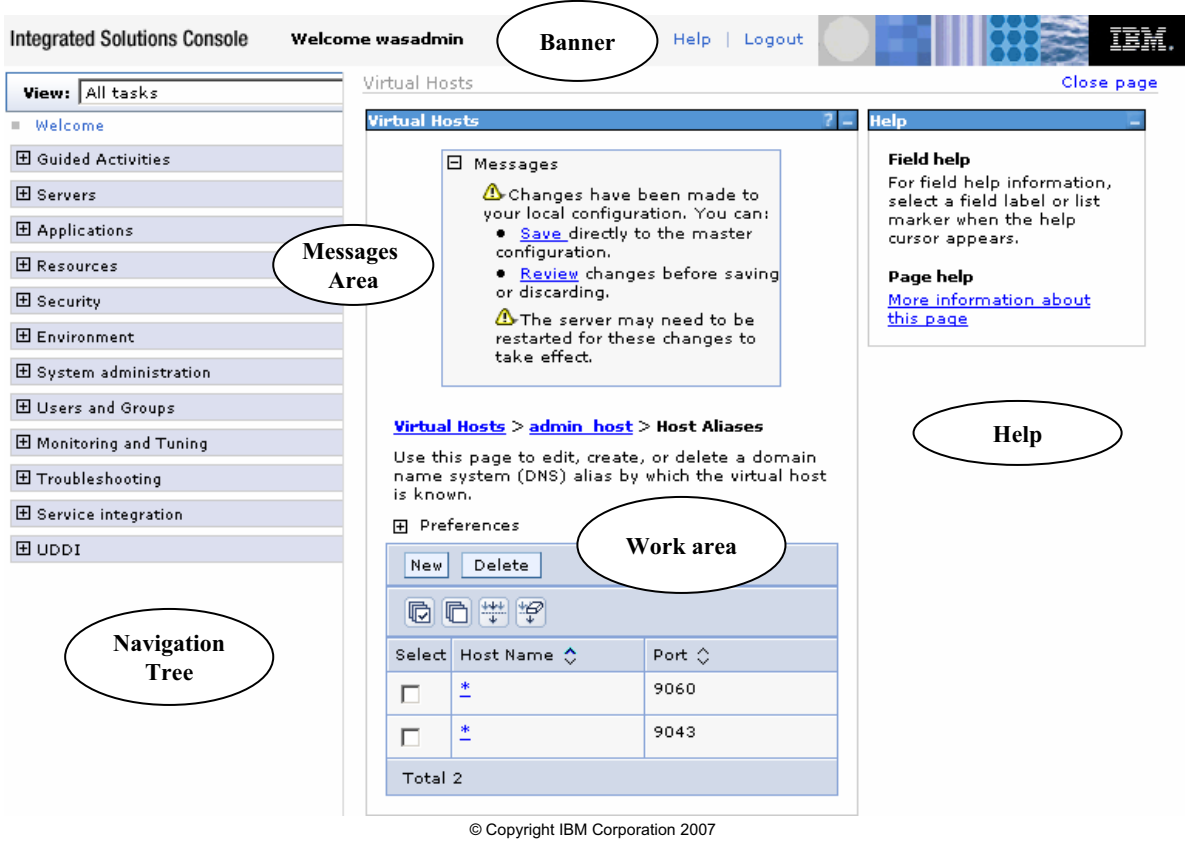 Integrated Solutions Console
Welcome wasadmin
Banner
Help | Logout
IBM.
View: All tasks
Welcome
Guided Activities
Servers
Applications
Resources
Security
Environment
System administration
Users and Groups
Monitoring and Tuning
Troubleshooting
Service integration
UDDI
Navigation
Tree
Virtual Hosts
Close page
Virtual Hosts ?
Messages
Changes have been made to
your local configuration. You can:
● Save directly to the master
configuration.
● Review changes before saving
or discarding.
The server may need to be
restarted for these changes to
take effect.
Messages
Area
Virtual Hosts > admin_host > Host Aliases
Use this page to edit, create, or delete a domain
name system (DNS) alias by which the virtual host
is known.
Preferences
Work area
New Delete
Select Host Name Port
* 9060
* 9043
Total 2
Help
Field help
For field help information,
select a field label or list
marker when the help
cursor appears.
Page help
More information about
this page
Help
© Copyright IBM Corporation 2007